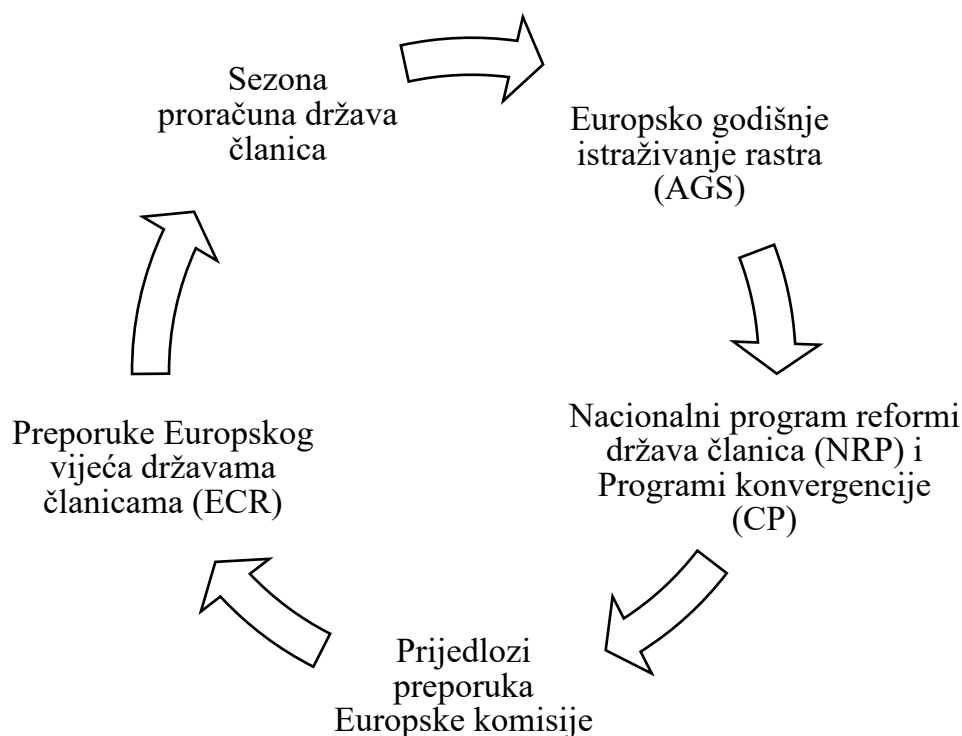 Sezona
proračuna država
članica
Europsko godišnje
istraživanje rastra
(AGS)
Nacionalni program reformi
država članica (NRP) i
Programi konvergencije
(CP)
Prijedlozi
preporuka
Europske komisije
Preporuke Europskog
vijeća državama
članicama (ECR)